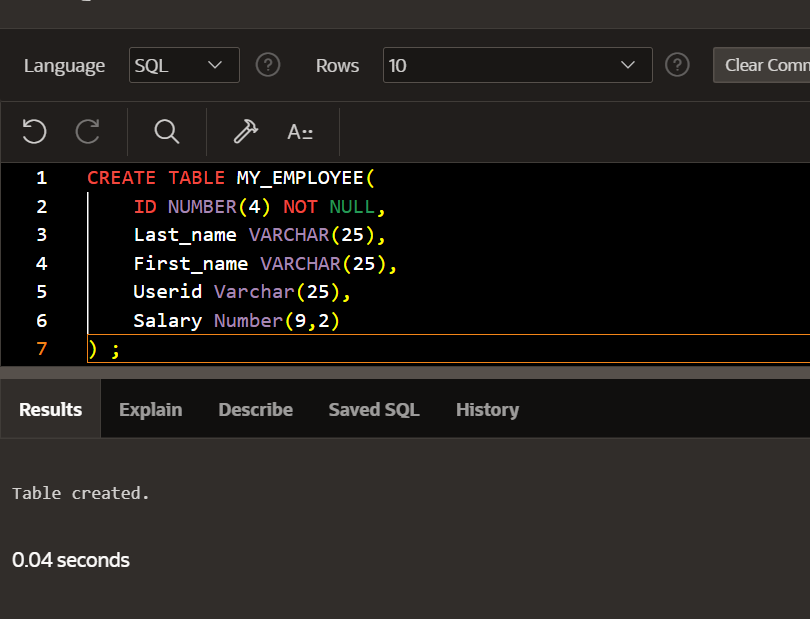 Language SQL Rows 10 Clear Comm
A::
1 CREATE TABLE MY_EMPLOYEE(
2 ID NUMBER(4) NOT NULL,
3 Last_name VARCHAR(25),
4 First_name VARCHAR(25),
5 Userid Varchar(25),
6 Salary Number(9,2)
7 ) ;
Results Explain Describe Saved SQL History
Table created.
0.04 seconds